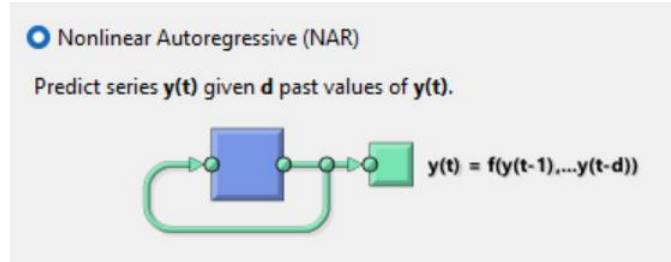 Nonlinear Autoregressive (NAR)
Predict series y(t) given d past values of y(t).
y(t) = f(y(t-1),...y(t-d))